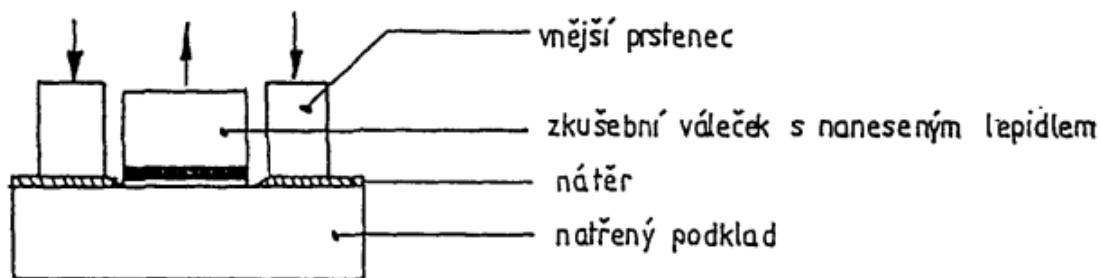 vnější prstenec
zkušební váleček s naneseným lepidlem
nátěr
natřený podklad